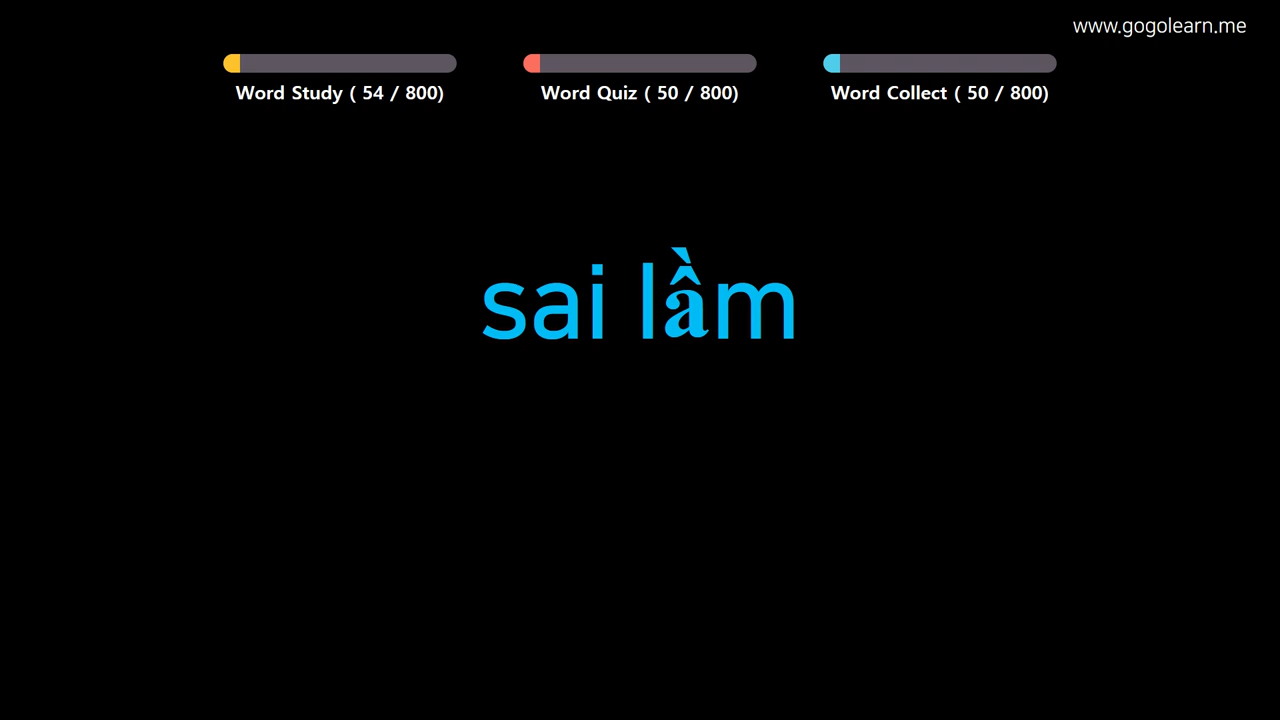 www.gogolearn.me
Word Study ( 54 / 800)
Word Quiz ( 50 / 800)
Word Collect ( 50 / 800)
sai lầm